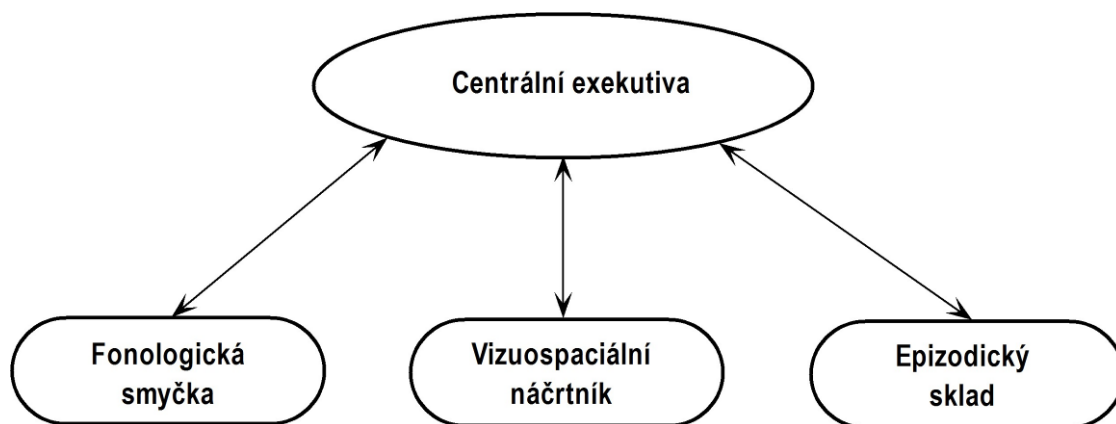 Centrální exekutiva
Fonologická
smyčka
Vizuospaciální
náčrtník
Epizodický
sklad